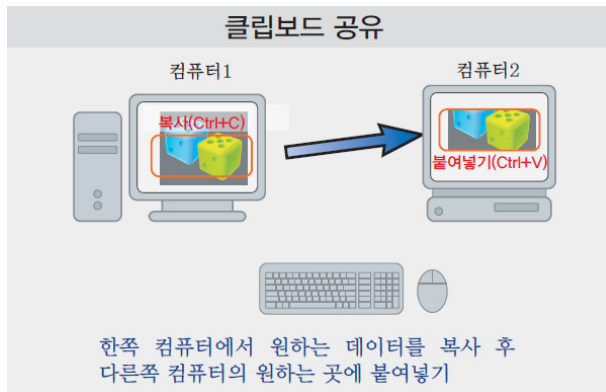 클립보드 공유
컴퓨터1
컴퓨터2
복사(Ctrl+C)
붙여넣기(Ctrl+V)
한쪽 컴퓨터에서 원하는 데이터를 복사 후
다른쪽 컴퓨터의 원하는 곳에 붙여넣기